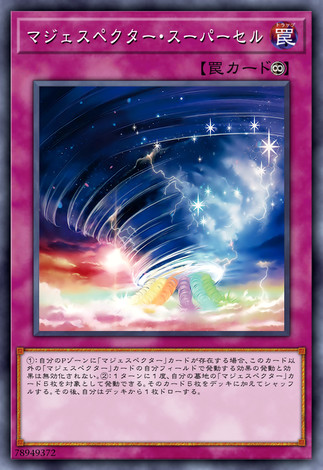 マジェスペクター・スーパーセル
トラップ
罠
【罠カード】
①:自分のPゾーンに「マジェスペクター」カードが存在する場合、このカード以
外の「マジェスペクター」カードの自分フィールドで発動する効果の発動と効
果は無効化されない。②:1ターンに1度、自分の墓地の「マジェスペクター」カ
ード5枚を対象として発動できる。そのカード5枚をデッキに加えてシャッフ
ルする。その後、自分はデッキから1枚ドローする。
78949372